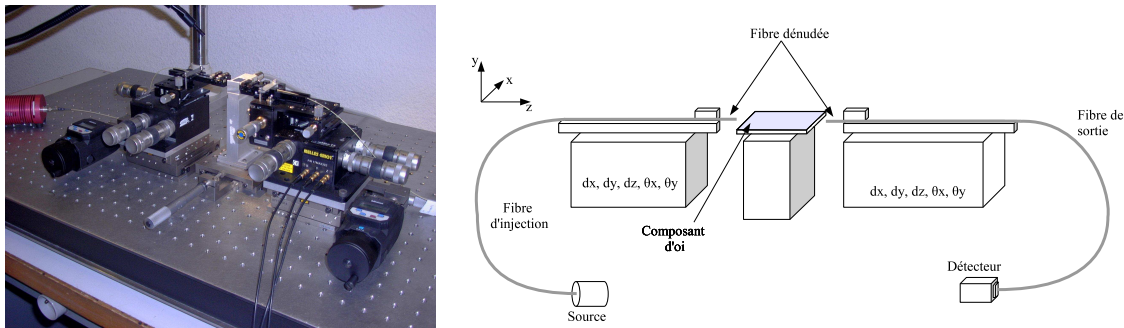 Fibre dénudée
y
x
z
Fibre de
sortie
dx, dy, dz, θx, θy
dx, dy, dz, θx, θy
Fibre
d'injection
Composant
d'oi
Détecteur
Source